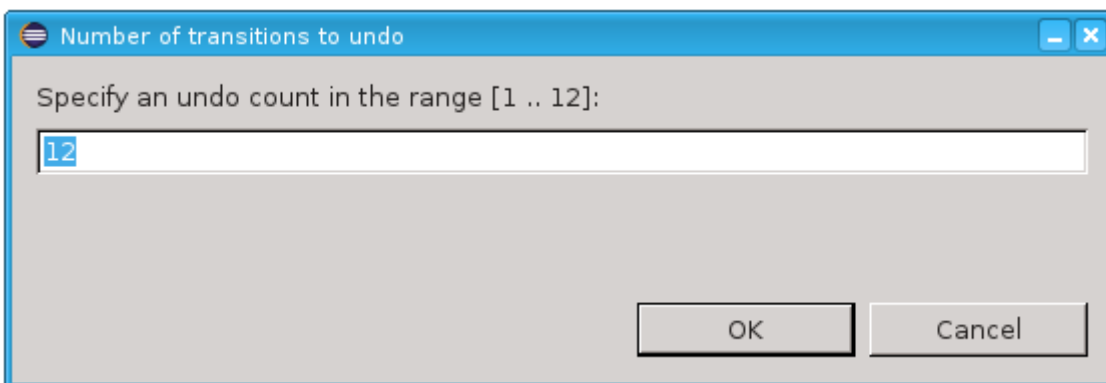 Number of transitions to undo
Specify an undo count in the range [1 .. 12]:
12
OK Cancel